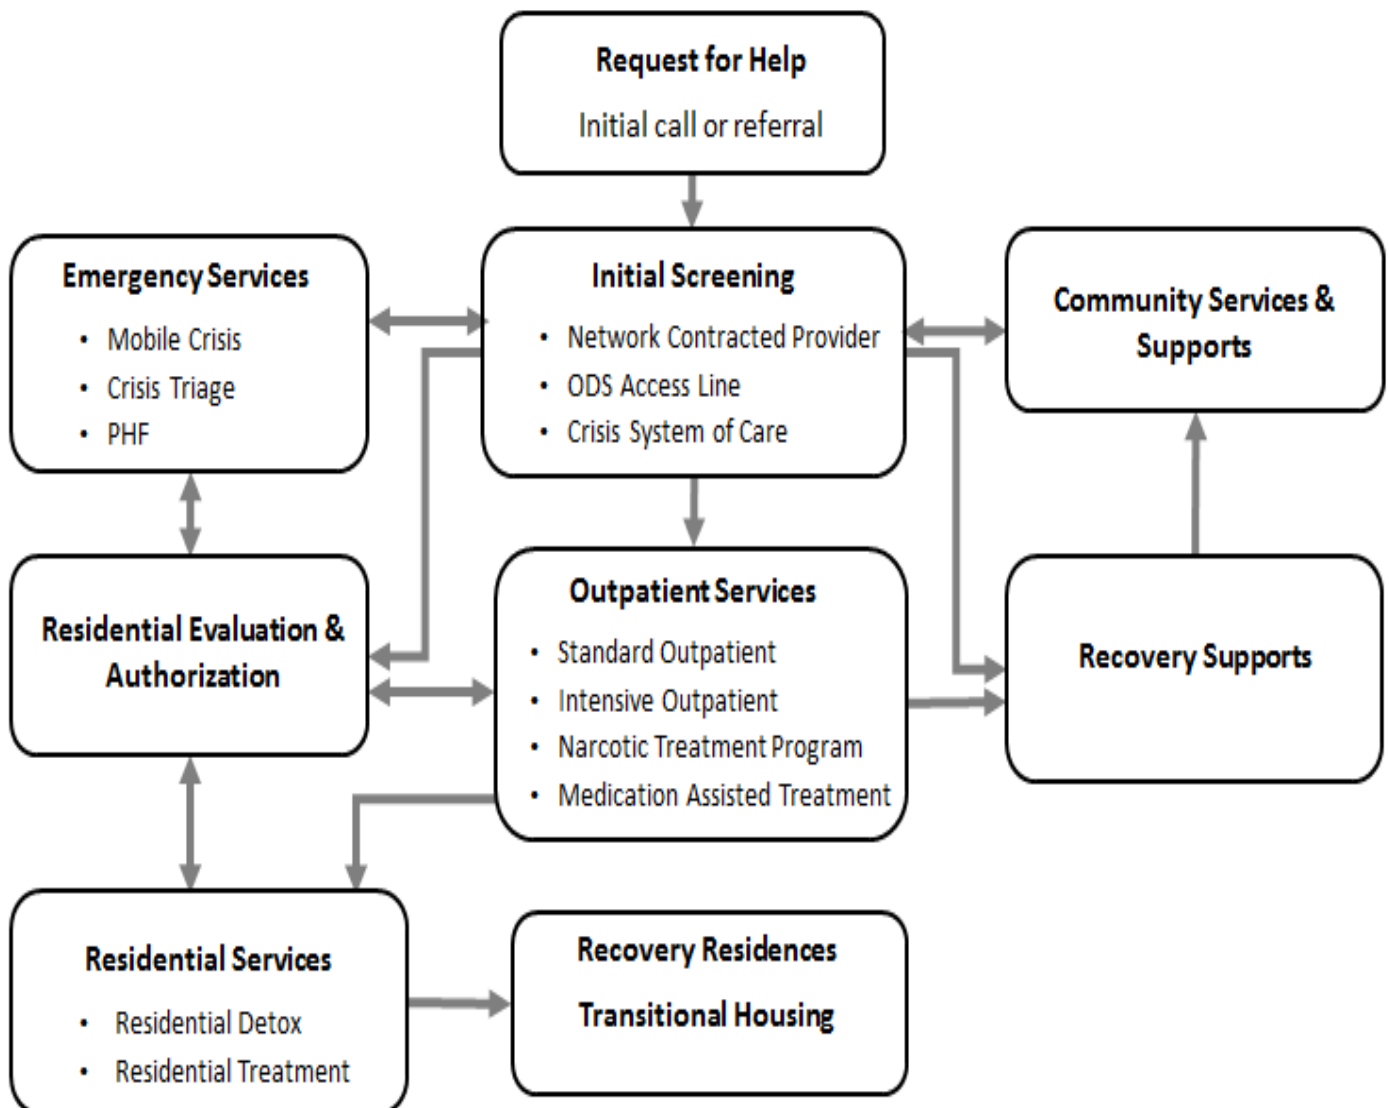 Request for Help
Initial call or referral
Emergency Services
• Mobile Crisis
• Crisis Triage
• PHF
Initial Screening
• Network Contracted Provider
• ODS Access Line
• Crisis System of Care
Community Services &
Supports
Residential Evaluation &
Authorization
Outpatient Services
• Standard Outpatient
• Intensive Outpatient
• Narcotic Treatment Program
• Medication Assisted Treatment
Recovery Supports
Residential Services
• Residential Detox
• Residential Treatment
Recovery Residences
Transitional Housing